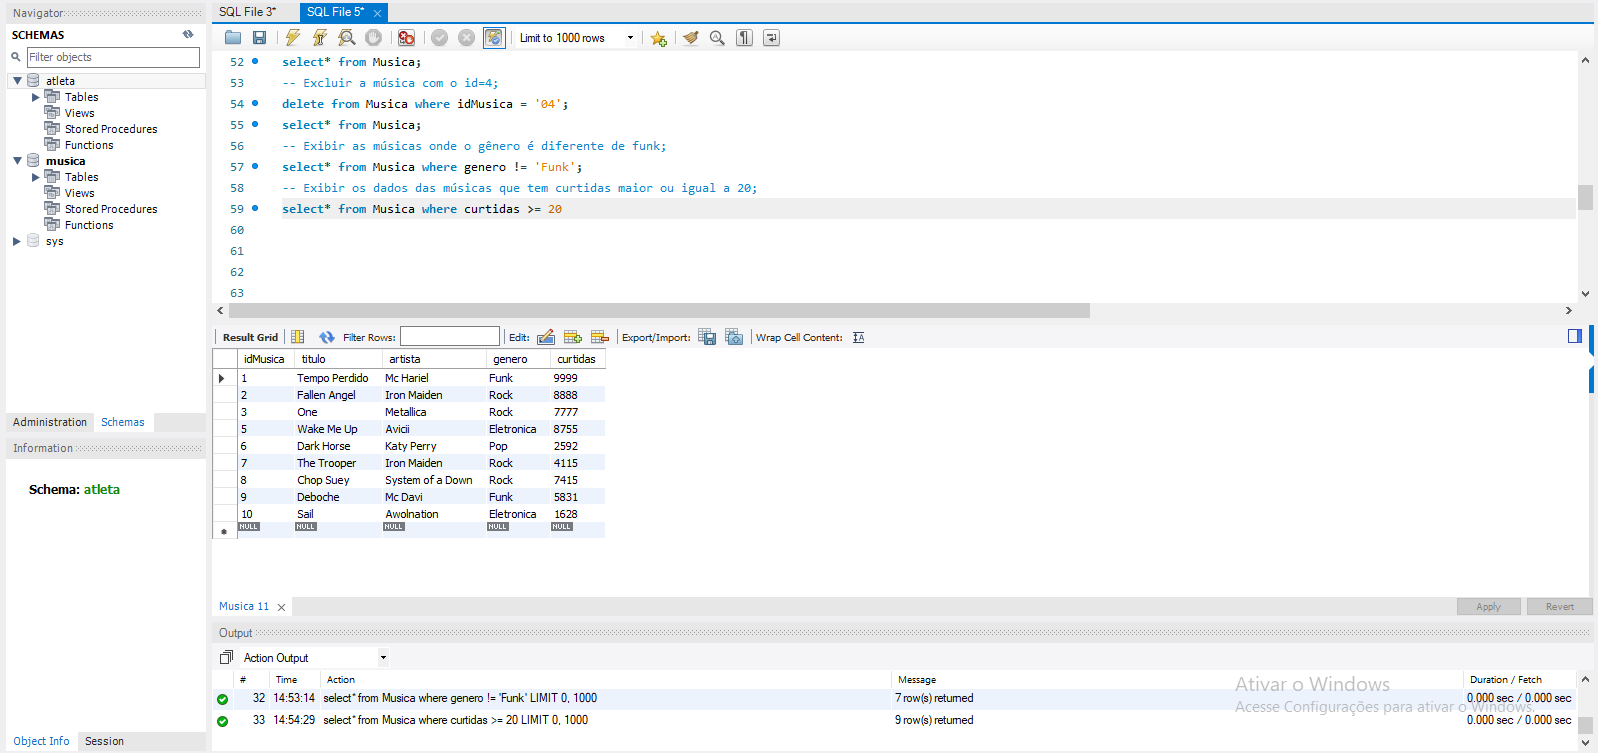 Navigator
SCHEMAS
Filter objects
atleta
Tables
Views
Stored Procedures
Functions
musica
Tables
Views
Stored Procedures
Functions
sys
Administration Schemas
Information
Schema: atleta
Object Info Session
SQL File 3* SQL File 5*
Limit to 1000 rows
52 select* from Musica;
53 -- Excluir a música com o id=4;
54 delete from Musica where idMusica = '04';
55 select* from Musica;
56 -- Exibir as músicas onde o gênero é diferente de funk;
57 select* from Musica where genero != 'Funk';
58 -- Exibir os dados das músicas que tem curtidas maior ou igual a 20;
59 select* from Musica where curtidas >= 20
60
61
62
63
Result Grid Filter Rows: Edit: Export/Import: Wrap Cell Content:
idMusica titulo artista genero curtidas
1 Tempo Perdido Mc Hariel Funk 9999
2 Fallen Angel Iron Maiden Rock 8888
3 One Metallica Rock 7777
5 Wake Me Up Avicii Eletronica 8755
6 Dark Horse Katy Perry Pop 2592
7 The Trooper Iron Maiden Rock 4115
8 Chop Suey System of a Down Rock 7415
9 Deboche Mc Davi Funk 5831
10 Sail Awolnation Eletronica 1628
NULL NULL NULL NULL NULL
Musica 11 Apply Revert
Output
Action Output
# Time Action Message Duration / Fetch
32 14:53:14 select* from Musica where genero != 'Funk' LIMIT 0, 1000 7 row(s) returned 0.000 sec / 0.000 sec
33 14:54:29 select* from Musica where curtidas >= 20 LIMIT 0, 1000 9 row(s) returned 0.000 sec / 0.000 sec
Ativar o Windows
Acesse Configurações para ativar o Windows.